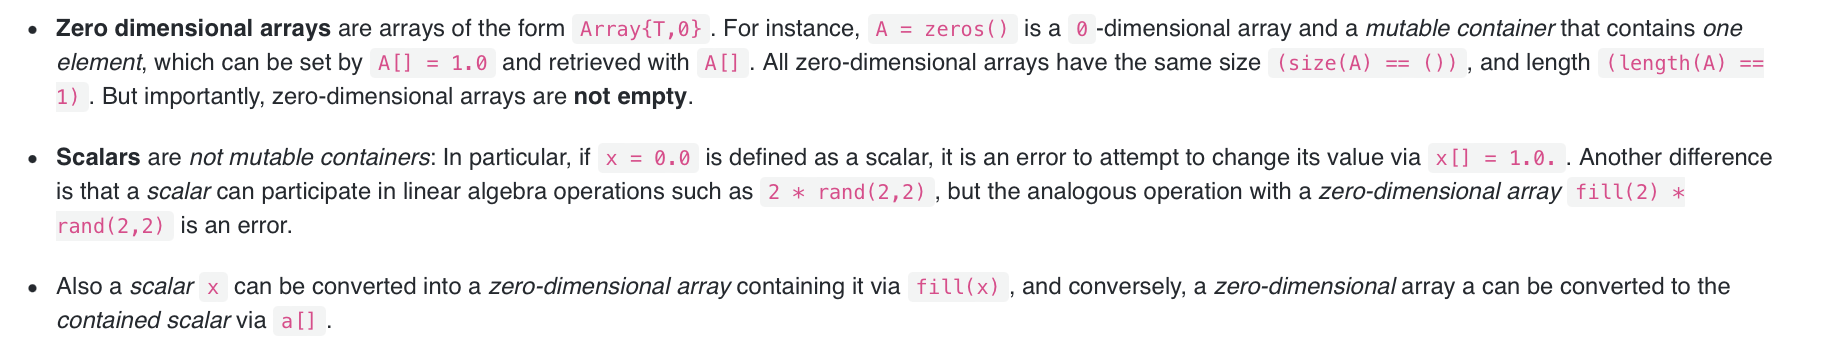 • Zero dimensional arrays are arrays of the form Array{T,0} . For instance, A = zeros() is a 0 -dimensional array and a mutable container that contains one
element, which can be set by A[] = 1.0 and retrieved with A[] . All zero-dimensional arrays have the same size (size(A) == ()) , and length (length(A) ==
1) . But importantly, zero-dimensional arrays are not empty.
• Scalars are not mutable containers: In particular, if x = 0.0 is defined as a scalar, it is an error to attempt to change its value via x[] = 1.0. . Another difference
is that a scalar can participate in linear algebra operations such as 2 * rand(2,2) , but the analogous operation with a zero-dimensional array fill(2) *
rand(2,2) is an error.
• Also a scalar x can be converted into a zero-dimensional array containing it via fill(x) , and conversely, a zero-dimensional array a can be converted to the
contained scalar via a[] .